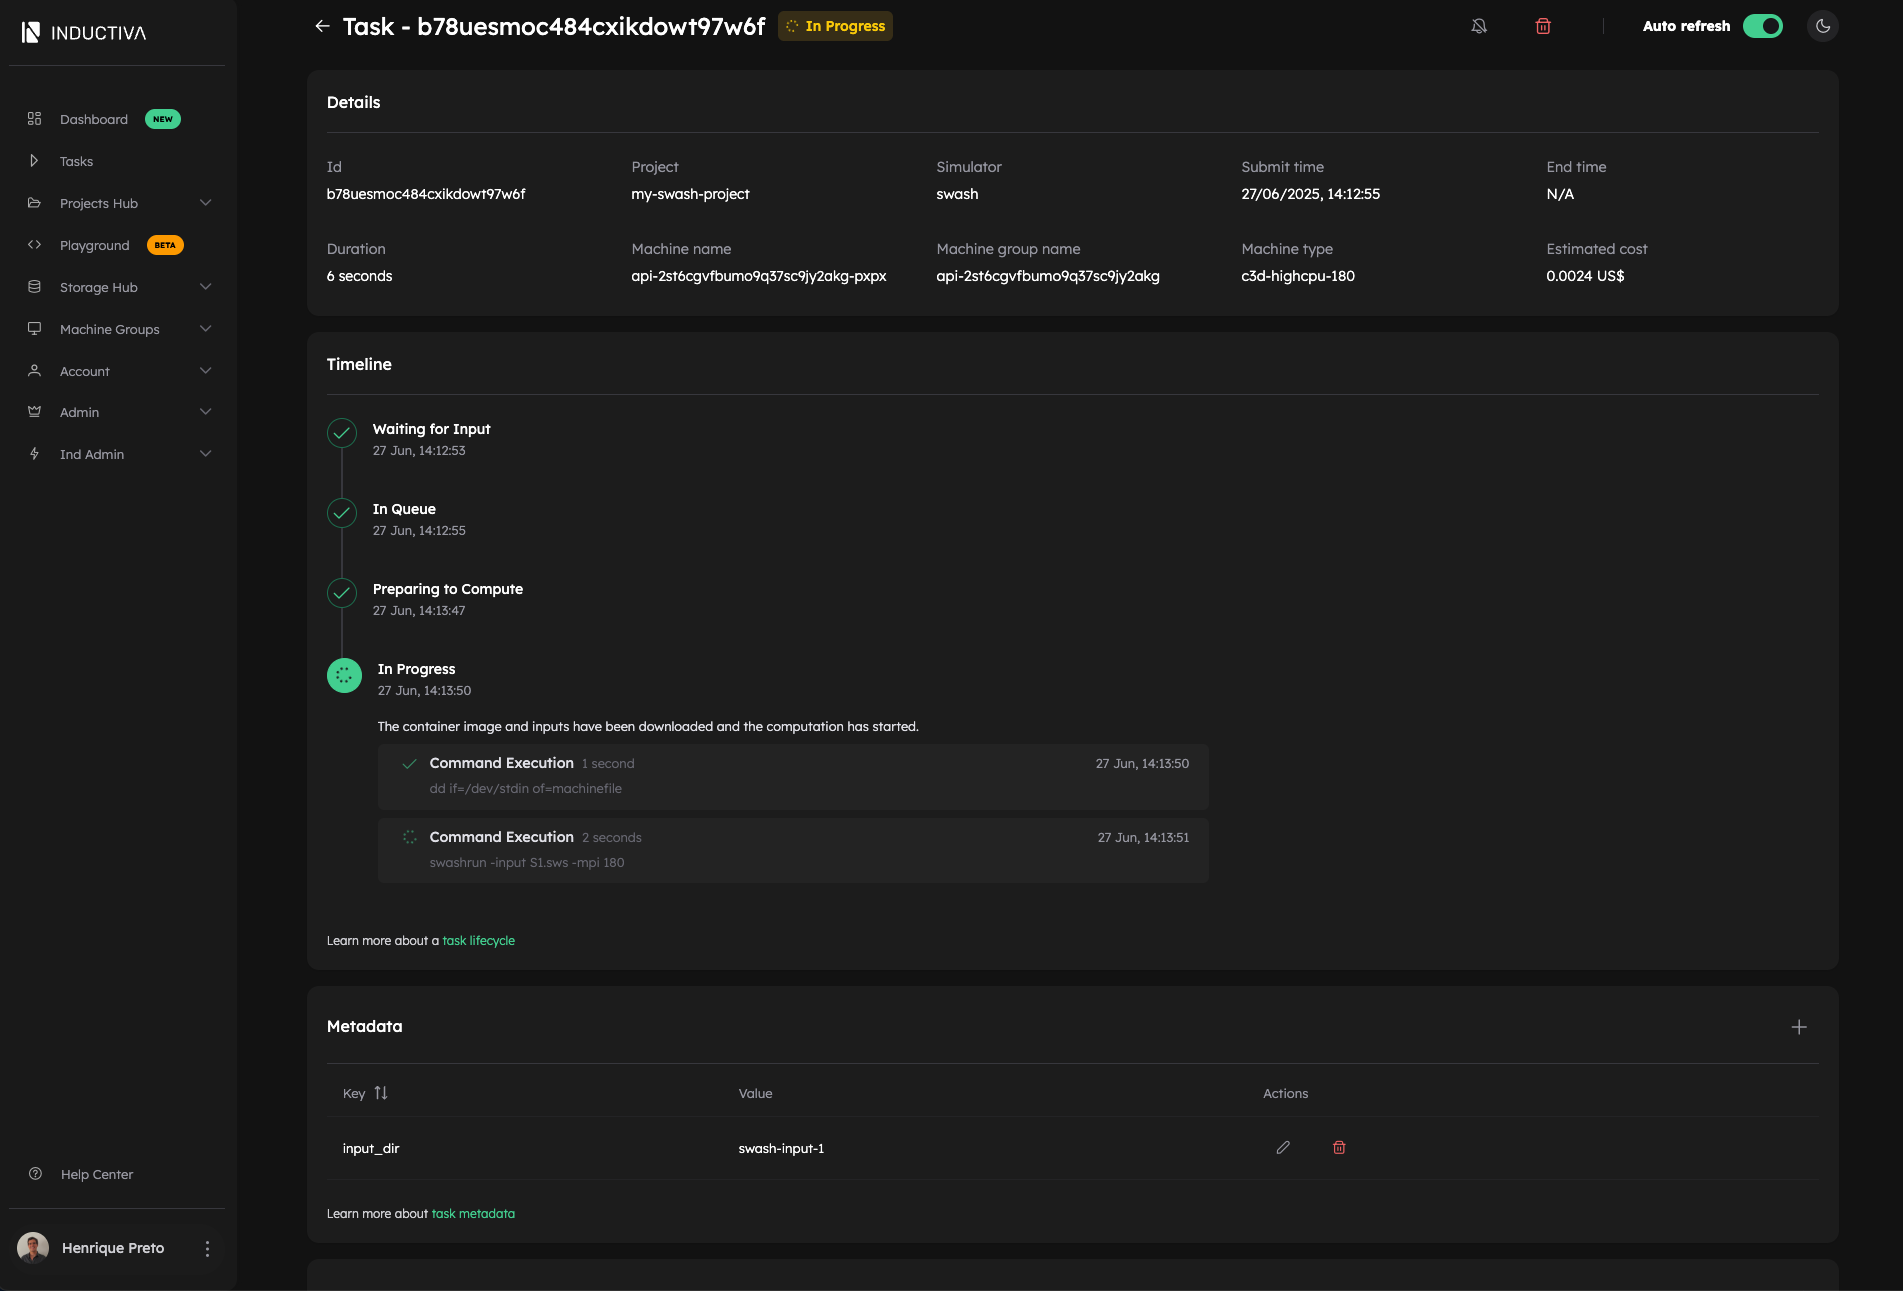 INDUCTIVA
Dashboard NEW
Tasks
Projects Hub
Playground BETA
Storage Hub
Machine Groups
Account
Admin
Ind Admin
Help Center
Henrique Preto
Task - b78uesmoc484cxikdowt97w6f In Progress
Auto refresh
Details
Id Project Simulator Submit time End time
b78uesmoc484cxikdowt97w6f my-swash-project swash 27/06/2025, 14:12:55 N/A
Duration Machine name Machine group name Machine type Estimated cost
6 seconds api-2st6cgvfbumo9q37sc9jy2akg-pxpx api-2st6cgvfbumo9q37sc9jy2akg c3d-highcpu-180 0.0024 US$
Timeline
Waiting for Input
27 Jun, 14:12:53
In Queue
27 Jun, 14:12:55
Preparing to Compute
27 Jun, 14:13:47
In Progress
27 Jun, 14:13:50
The container image and inputs have been downloaded and the computation has started.
Command Execution 1 second 27 Jun, 14:13:50
dd if=/dev/stdin of=machinefile
Command Execution 2 seconds 27 Jun, 14:13:51
swashrun -input S1.sws -mpi 180
Learn more about a task lifecycle
Metadata
Key Value Actions
input_dir swash-input-1
Learn more about task metadata